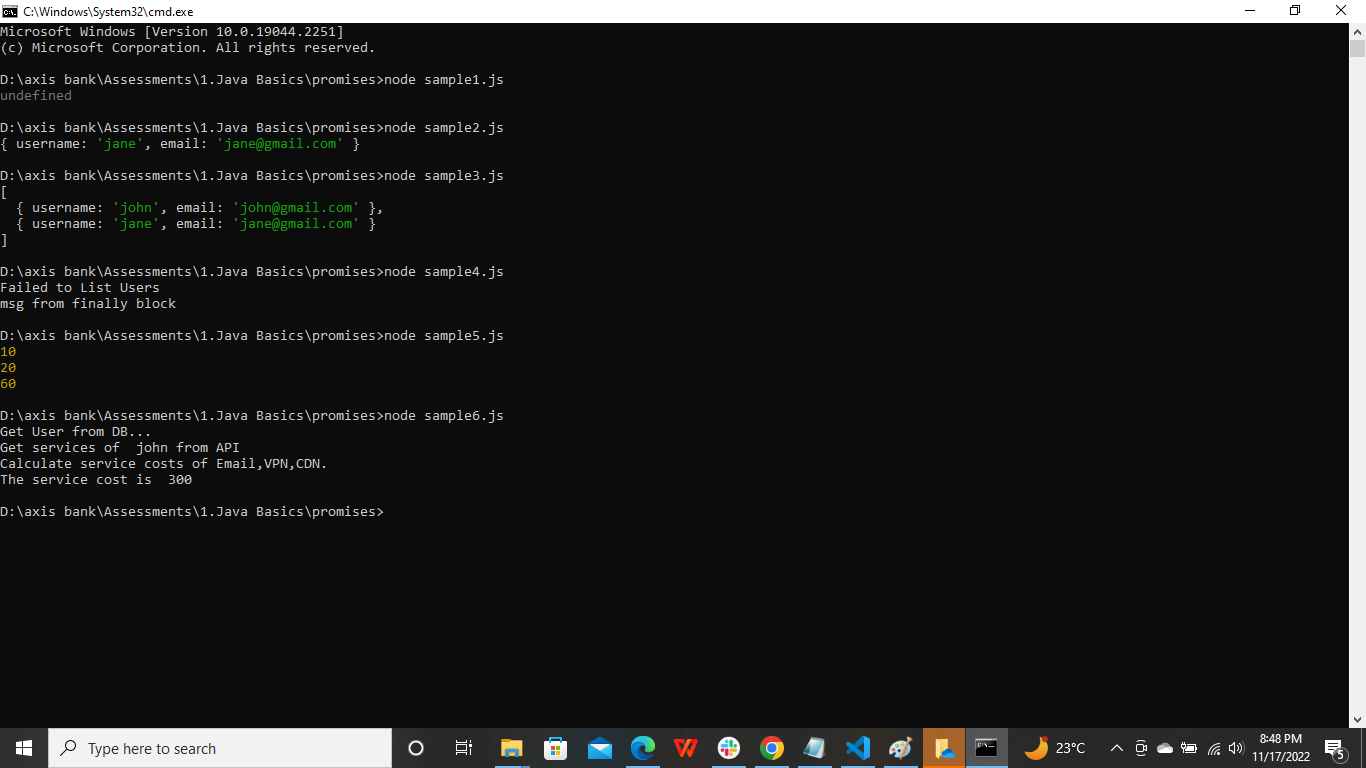 C:\Windows\System32\cmd.exe
Microsoft Windows [Version 10.0.19044.2251]
(c) Microsoft Corporation. All rights reserved.
D:\axis bank\Assessments\1.Java Basics\promises>node sample1.js
undefined
D:\axis bank\Assessments\1.Java Basics\promises>node sample2.js
{ username: 'jane', email: 'jane@gmail.com' }
D:\axis bank\Assessments\1.Java Basics\promises>node sample3.js
[
  { username: 'john', email: 'john@gmail.com' },
  { username: 'jane', email: 'jane@gmail.com' }
]
D:\axis bank\Assessments\1.Java Basics\promises>node sample4.js
Failed to List Users
msg from finally block
D:\axis bank\Assessments\1.Java Basics\promises>node sample5.js
10
20
60
D:\axis bank\Assessments\1.Java Basics\promises>node sample6.js
Get User from DB...
Get services of  john from API
Calculate service costs of Email,VPN,CDN.
The service cost is  300
D:\axis bank\Assessments\1.Java Basics\promises>
Type here to search
23°C
8:48 PM
11/17/2022
5